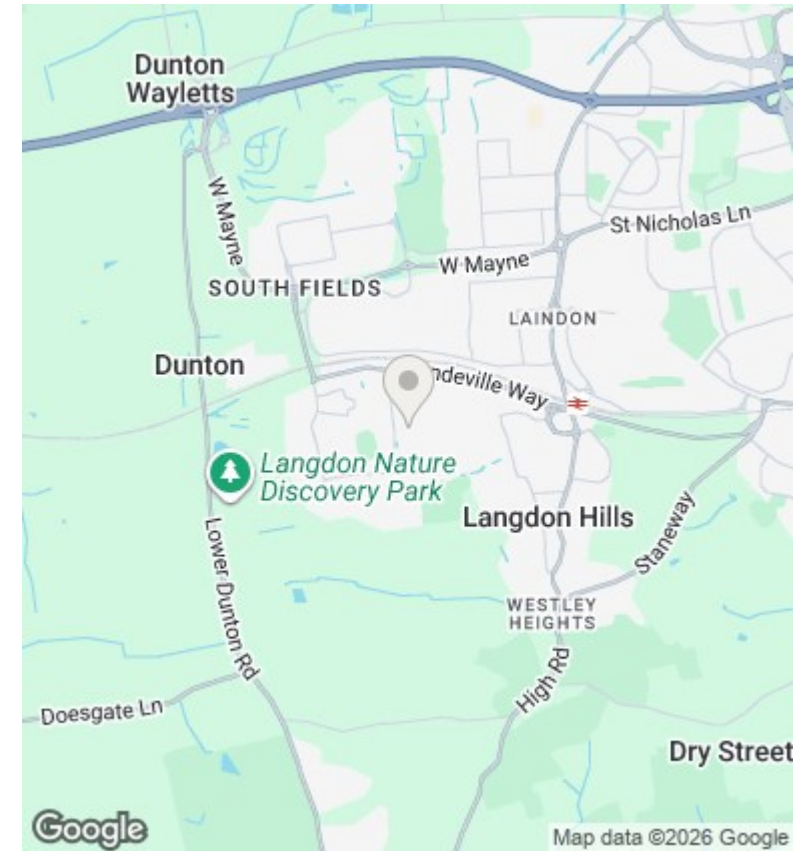 Dunton
Wayletts
W Mayne
St Nicholas Ln
W Mayne
SOUTH FIELDS
LAINDON
Dunton
ndeville Way
Langdon Nature
Discovery Park
Langdon Hills
Staneway
Lower Dunton Rd
WESTLEY
HEIGHTS
High Rd
Doesgate Ln
Dry Street
Google
Map data ©2026 Google